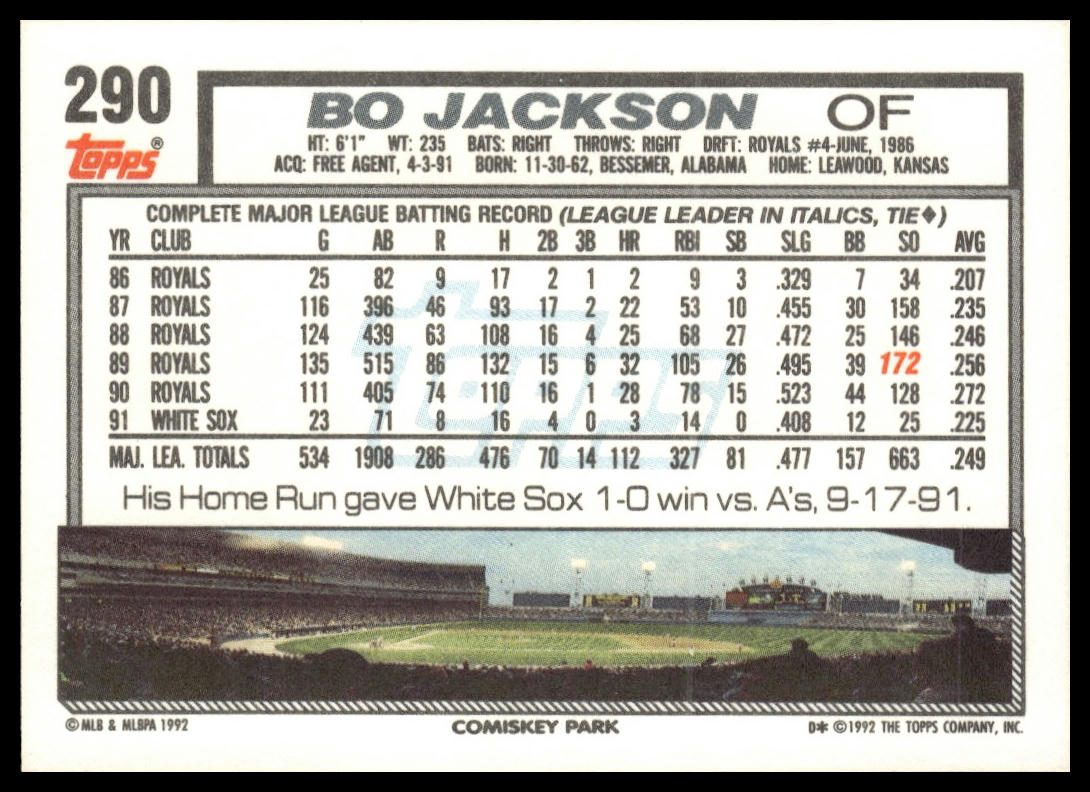 290
TOPPS®
BO JACKSON OF
HT: 6'1" WT: 235 BATS: RIGHT THROWS: RIGHT DRFT: ROYALS #4-JUNE, 1986
ACQ: FREE AGENT, 4-3-91 BORN: 11-30-62, BESSEMER, ALABAMA HOME: LEAWOOD, KANSAS
COMPLETE MAJOR LEAGUE BATTING RECORD (LEAGUE LEADER IN ITALICS, TIE♦)
YR CLUB G AB R H 2B 3B HR RBI SB SLG BB SO AVG
86 ROYALS 25 82 9 17 2 1 2 9 3 .329 7 34 .207
87 ROYALS 116 396 46 93 17 2 22 53 10 .455 30 158 .235
88 ROYALS 124 439 63 108 16 4 25 68 27 .472 25 146 .246
89 ROYALS 135 515 86 132 15 6 32 105 26 .495 39 172 .256
90 ROYALS 111 405 74 110 16 1 28 78 15 .523 44 128 .272
91 WHITE SOX 23 71 8 16 4 0 3 14 0 .408 12 25 .225
MAJ. LEA. TOTALS 534 1908 286 476 70 14 112 327 81 .477 157 663 .249
TOPPS
His Home Run gave White Sox 1-0 win vs. A's, 9-17-91.
© MLB & MLBPA 1992 COMISKEY PARK D* © 1992 THE TOPPS COMPANY, INC.